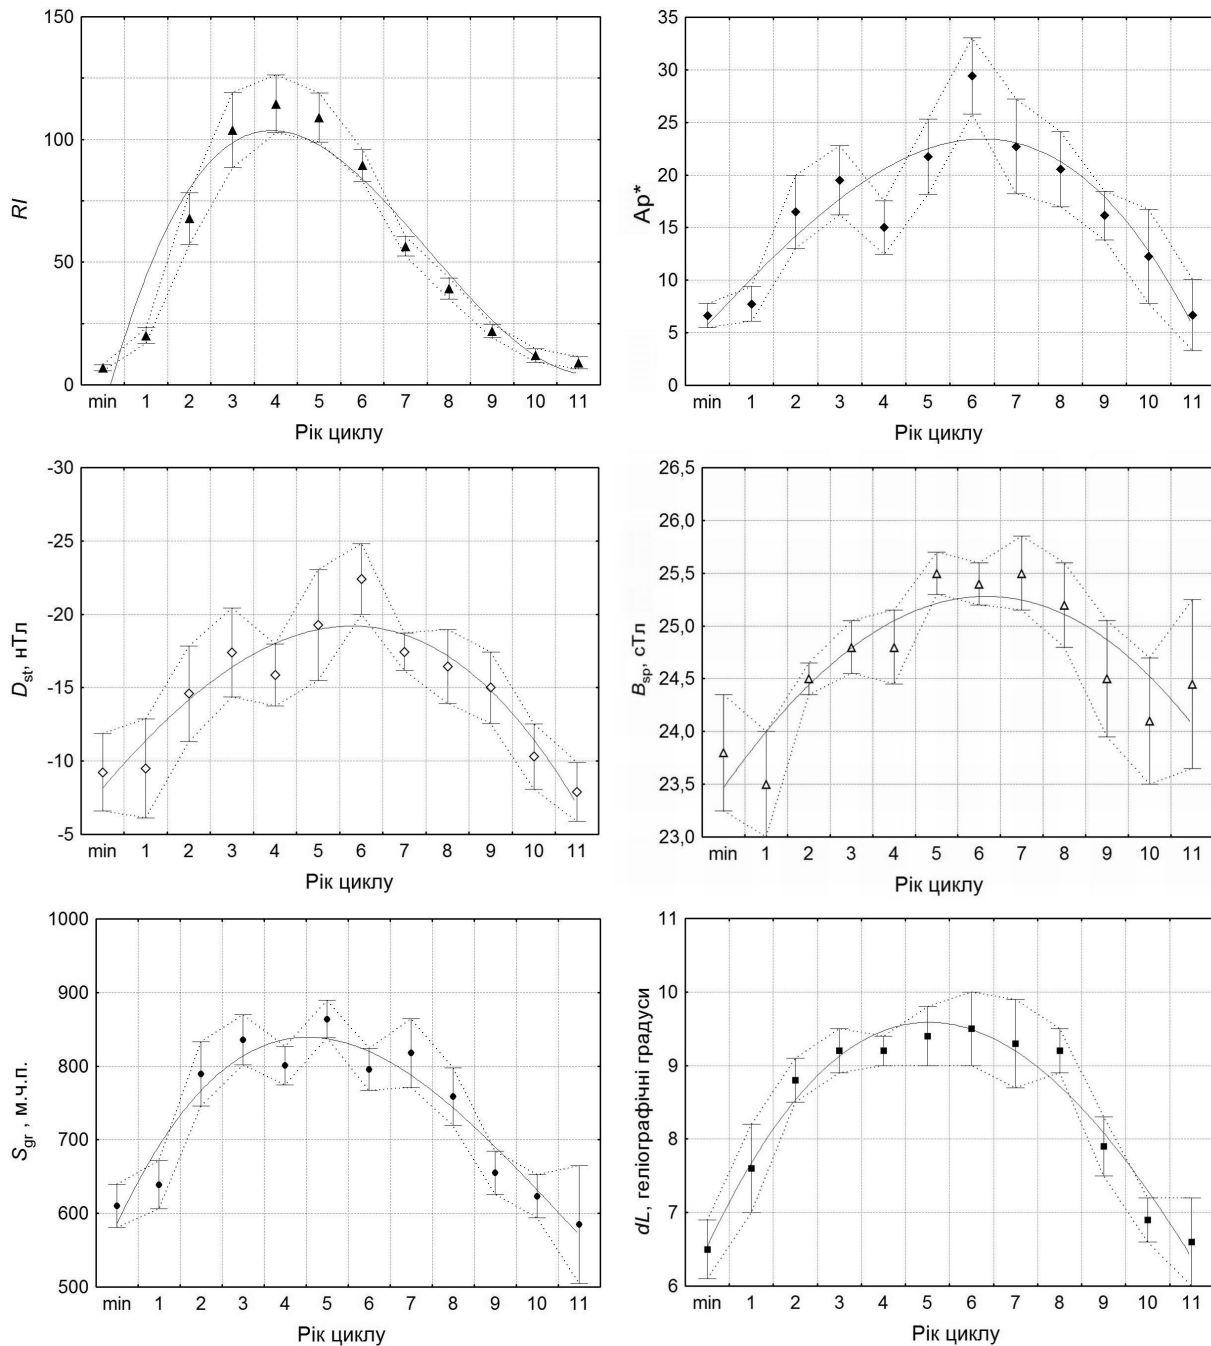 150
100
50
0
RI
min 1 2 3 4 5 6 7 8 9 10 11
Рік циклу
35
30
25
20
15
10
5
0
Ap*
min 1 2 3 4 5 6 7 8 9 10 11
Рік циклу
-30
-25
-20
-15
-10
-5
Dst, нТл
min 1 2 3 4 5 6 7 8 9 10 11
Рік циклу
26,5
26,0
25,5
25,0
24,5
24,0
23,5
23,0
Bsp, сТл
min 1 2 3 4 5 6 7 8 9 10 11
Рік циклу
1000
900
800
700
600
500
Sgr , м.ч.п.
min 1 2 3 4 5 6 7 8 9 10 11
Рік циклу
11
10
9
8
7
6
dL, геліографічні градуси
min 1 2 3 4 5 6 7 8 9 10 11
Рік циклу